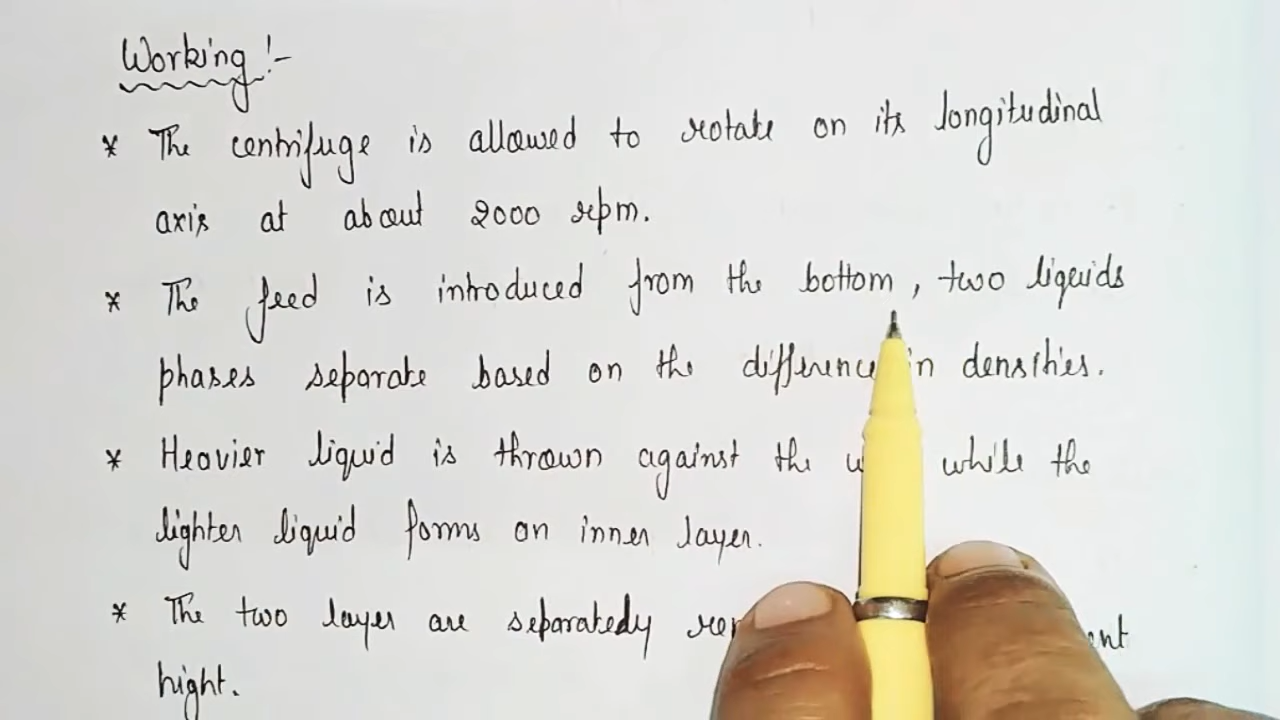 Working !-
* The centrifuge is allowed to rotate on its longitudinal
axis at about 2000 rpm.
* The feed is introduced from the bottom, two liquids
phases separate based on the difference in densities.
* Heavier liquid is thrown against the while the
lighter liquid forms an inner layer.
* The two layer are separatedy
hight.